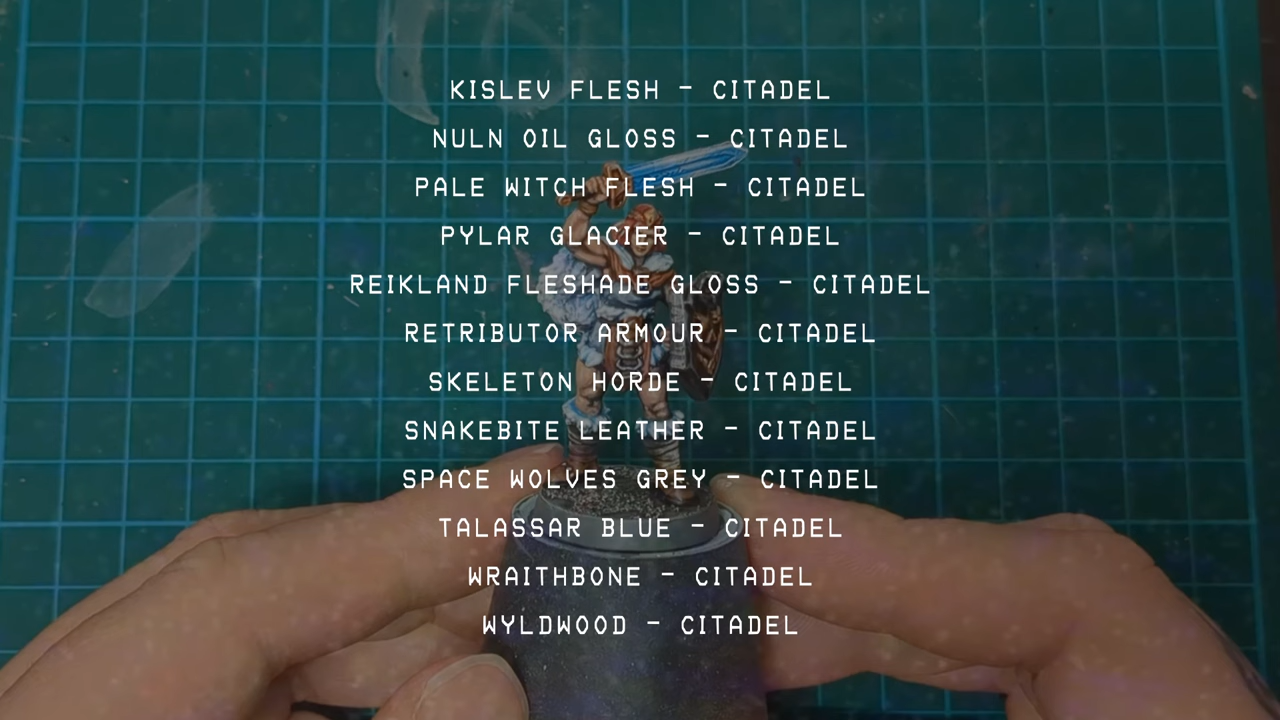 KISLEV FLESH - CITADEL
NULN OIL GLOSS - CITADEL
PALE WITCH FLESH - CITADEL
PYLAR GLACIER - CITADEL
REIKLAND FLESHADE GLOSS - CITADEL
RETRIBUTOR ARMOUR - CITADEL
SKELETON HORDE - CITADEL
SNAKEBITE LEATHER - CITADEL
SPACE WOLVES GREY - CITADEL
TALASSAR BLUE - CITADEL
WRAITHBONE - CITADEL
WYLDWOOD - CITADEL